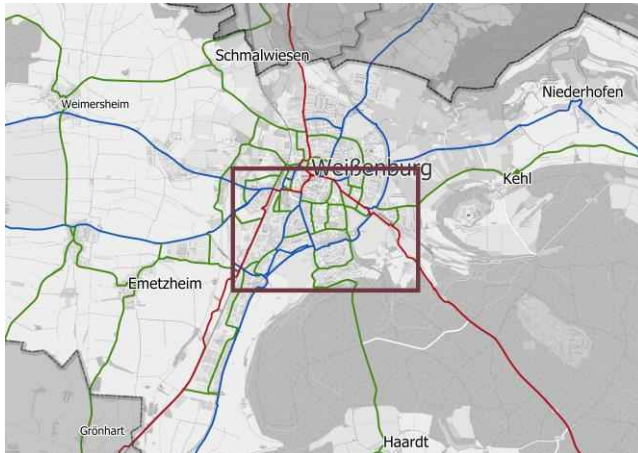 Schmalwiesen
Niederhofen
Weimersheim
Weißenburg
Kehl
Emetzheim
Grönhart
Haardt